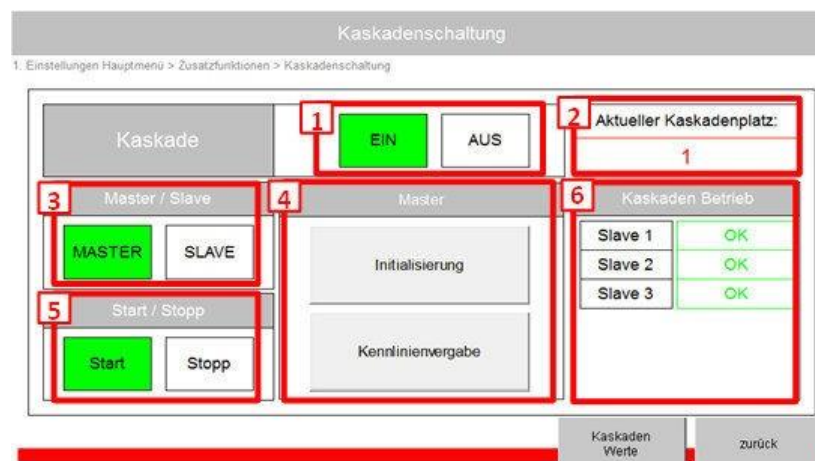 Kaskadenschaltung
1. Einstellungen Hauptmenü > Zusatzfunktionen > Kaskadenschaltung
Kaskade
1
EIN
AUS
2
Aktueller Kaskadenplatz:
1
3
Master / Slave
MASTER
SLAVE
4
Master
Initialisierung
Kennlinienvergabe
5
Start / Stopp
Start
Stopp
6
Kaskaden Betrieb
Slave 1 OK
Slave 2 OK
Slave 3 OK
Kaskaden
Werte
zurück